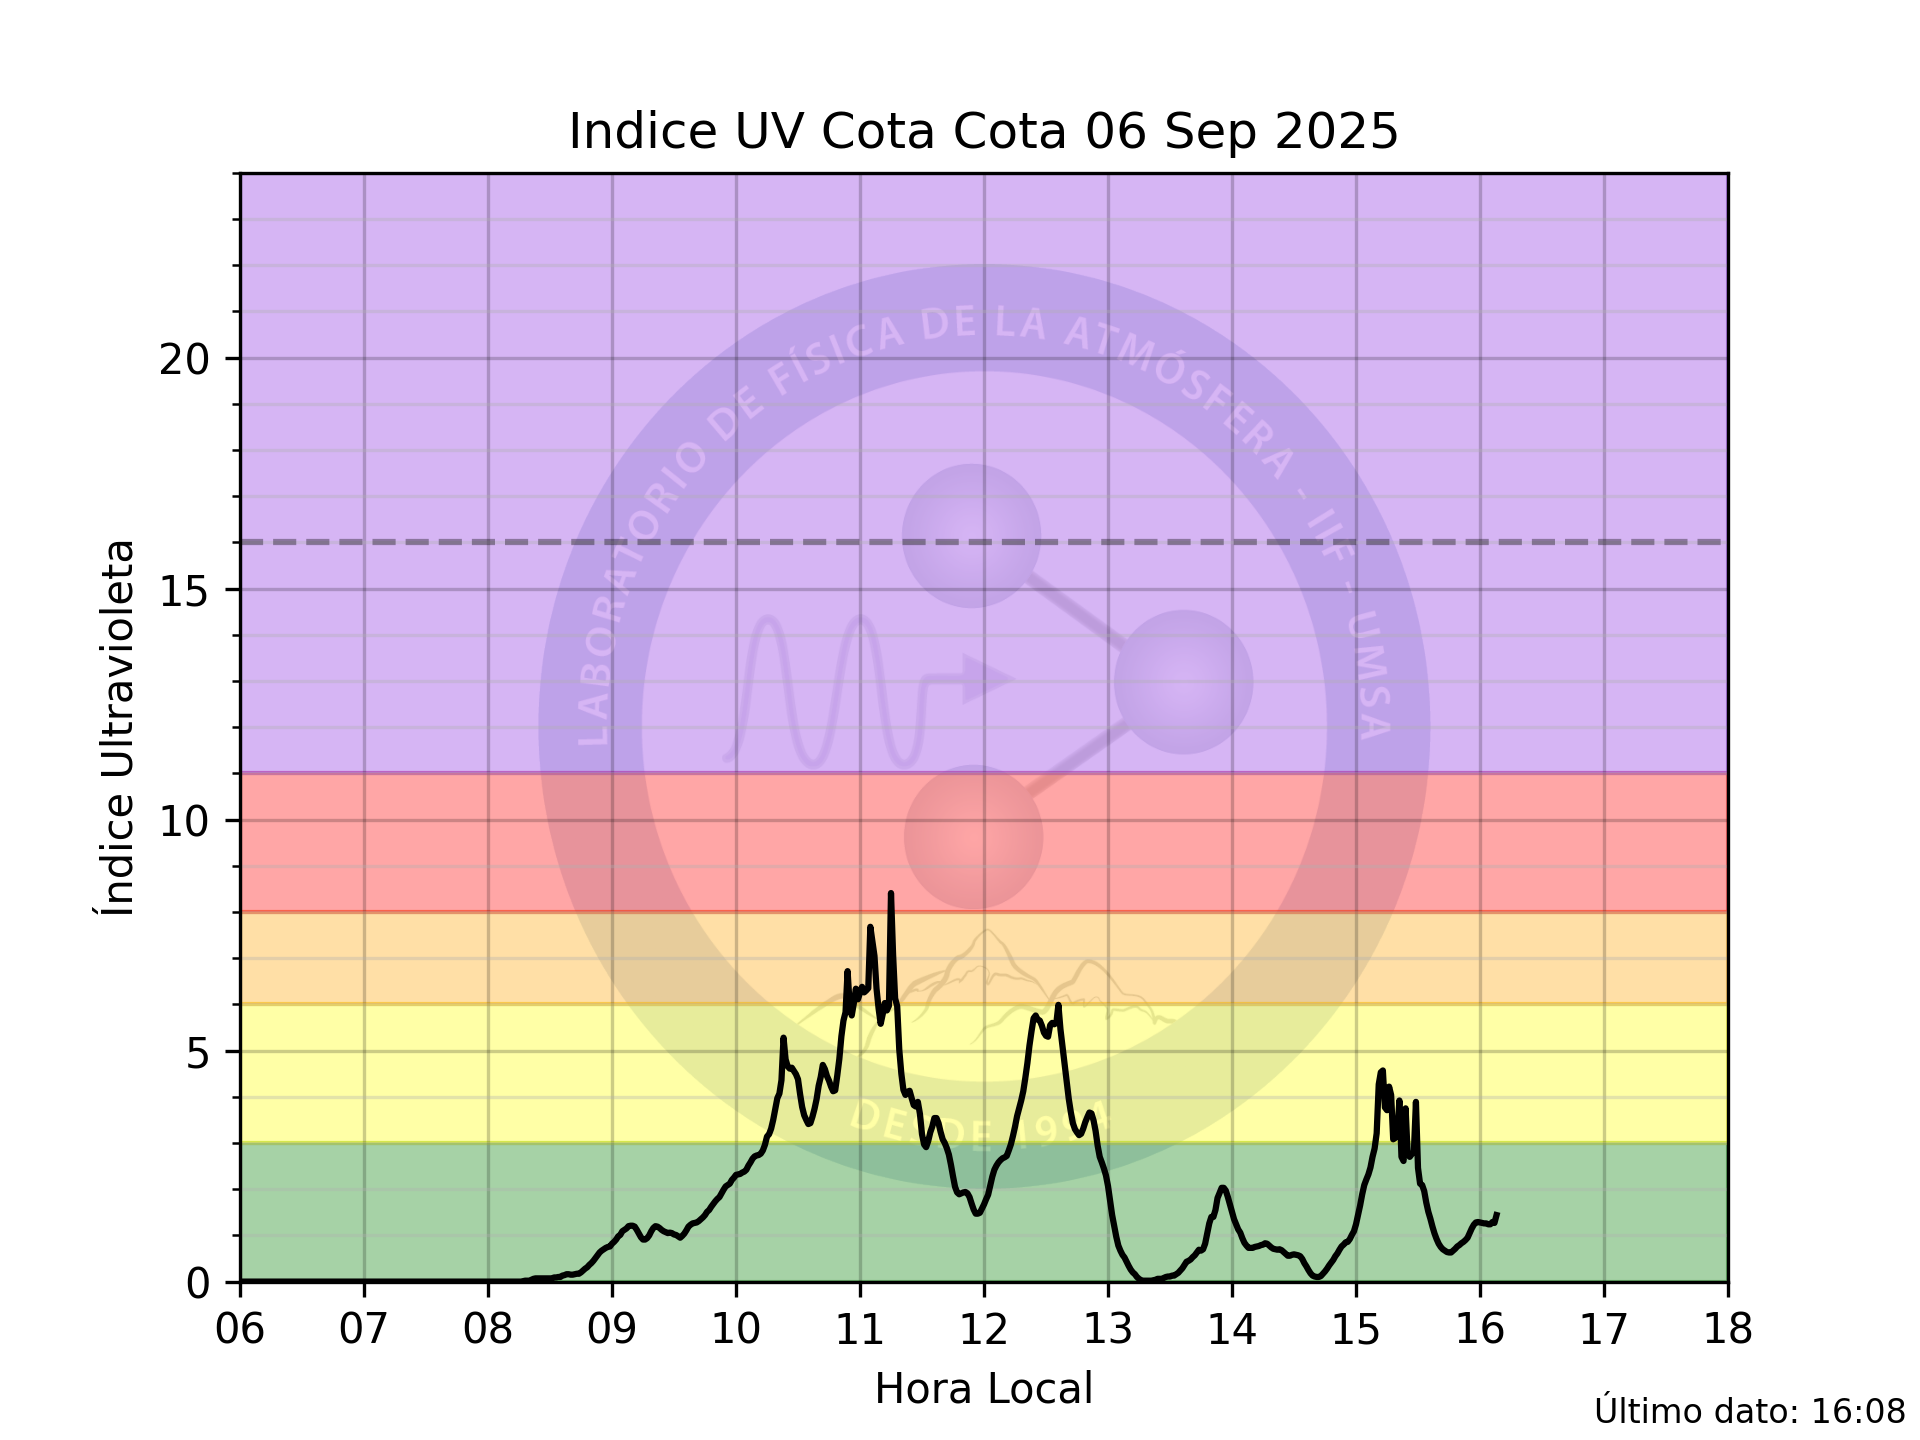 Indice UV Cota Cota 06 Sep 2025
LABORATORIO DE FÍSICA DE LA ATMÓSFERA - IIF - UMSA
20
15
10
5
0
Índice Ultravioleta
DESDE 1994
06 07 08 09 10 11 12 13 14 15 16 17 18
Hora Local
Último dato: 16:08